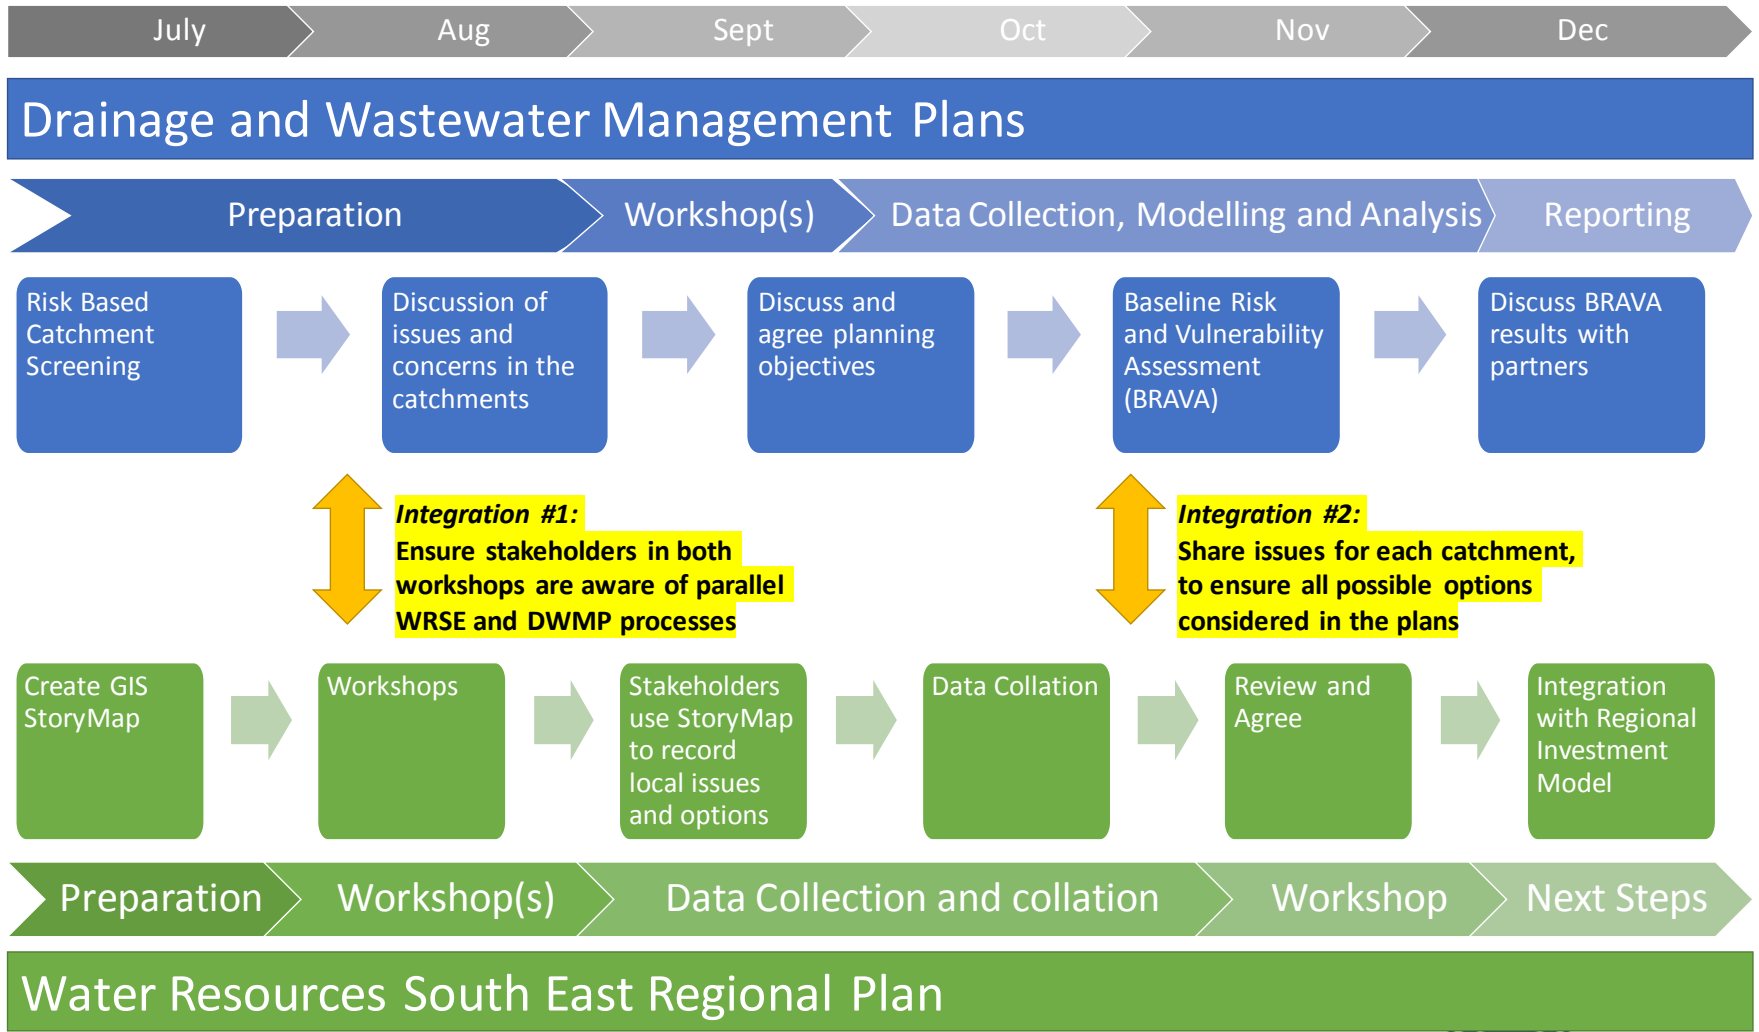 July
Aug
Sept
Oct
Nov
Dec
Drainage and Wastewater Management Plans
Preparation
Workshop(s)
Data Collection, Modelling and Analysis
Reporting
Risk Based
Catchment
Screening
Discussion of
issues and
concerns in the
catchments
Discuss and
agree planning
objectives
Baseline Risk
and Vulnerability
Assessment
(BRAVA)
Discuss BRAVA
results with
partners
Integration #1:
Ensure stakeholders in both
workshops are aware of parallel
WRSE and DWMP processes
Integration #2:
Share issues for each catchment,
to ensure all possible options
considered in the plans
Create GIS
StoryMap
Workshops
Stakeholders
use StoryMap
to record
local issues
and options
Data Collation
Review and
Agree
Integration
with Regional
Investment
Model
Preparation
Workshop(s)
Data Collection and collation
Workshop
Next Steps
Water Resources South East Regional Plan